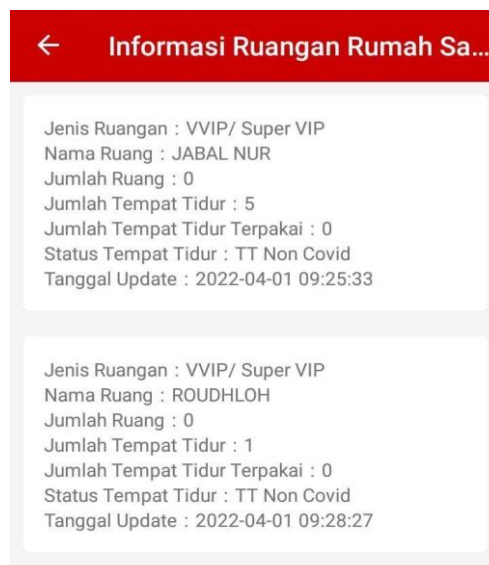 Informasi Ruangan Rumah Sa...
Jenis Ruangan : VVIP/ Super VIP
Nama Ruang : JABAL NUR
Jumlah Ruang : 0
Jumlah Tempat Tidur : 5
Jumlah Tempat Tidur Terpakai : 0
Status Tempat Tidur : TT Non Covid
Tanggal Update : 2022-04-01 09:25:33
Jenis Ruangan : VVIP/ Super VIP
Nama Ruang : ROUDHLOH
Jumlah Ruang : 0
Jumlah Tempat Tidur : 1
Jumlah Tempat Tidur Terpakai : 0
Status Tempat Tidur : TT Non Covid
Tanggal Update : 2022-04-01 09:28:27